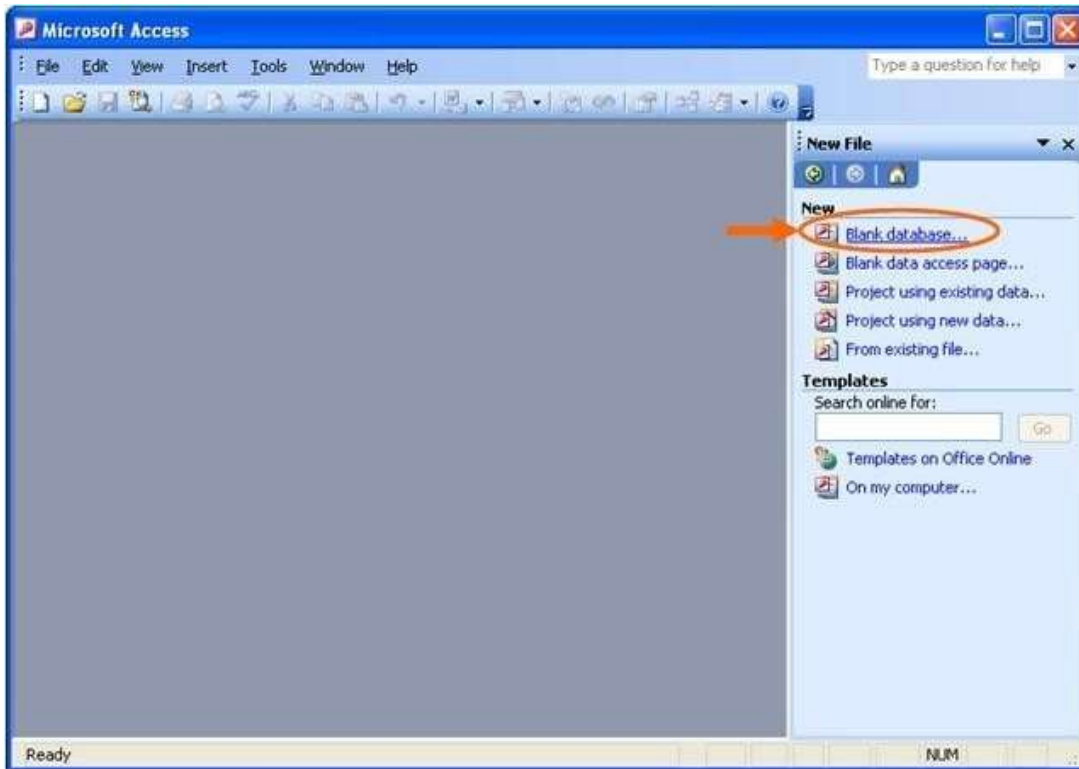 Microsoft Access
File Edit View Insert Tools Window Help
Type a question for help
New File
New
Blank database...
Blank data access page...
Project using existing data...
Project using new data...
From existing file...
Templates
Search online for:
Go
Templates on Office Online
On my computer...
Ready
NUM